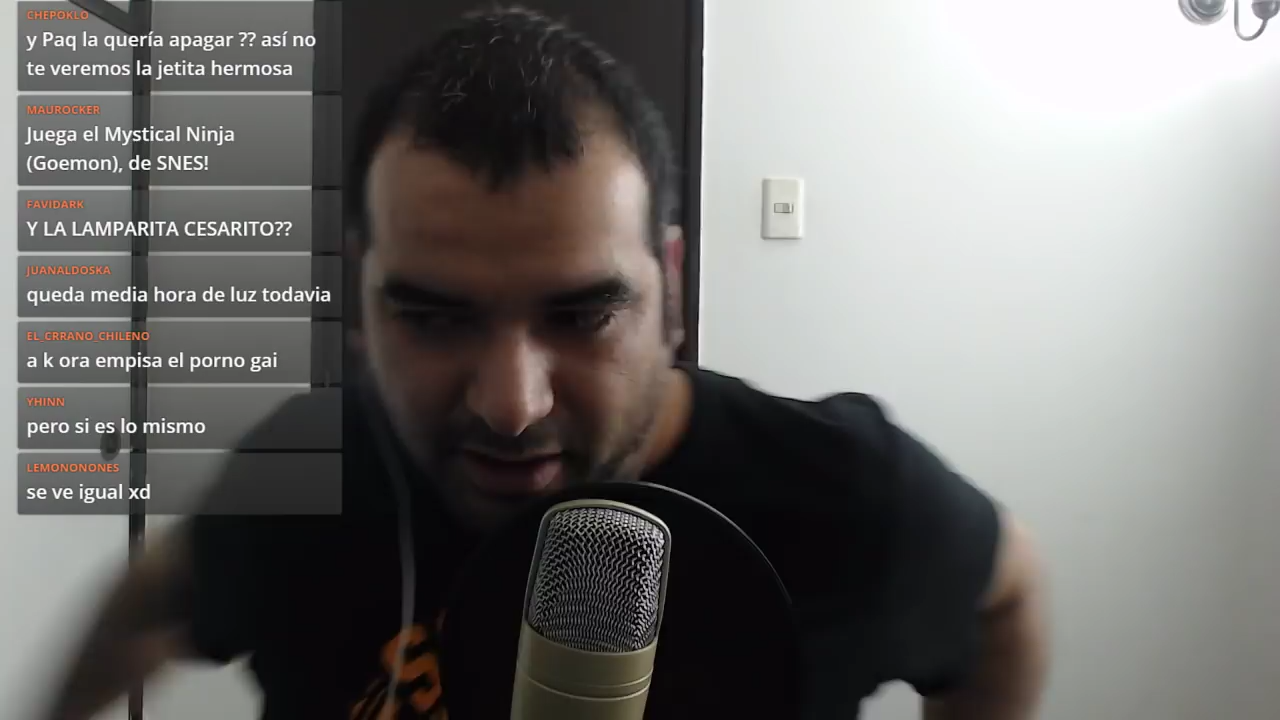 CHEPOKLO
y Paq la quería apagar ?? así no
te veremos la jetita hermosa
MAUROCKER
Juega el Mystical Ninja
(Goemon), de SNES!
FAVIDARK
Y LA LAMPARITA CESARITO??
JUANALDOSKA
queda media hora de luz todavia
EL_CRRANO_CHILENO
a k ora empisa el porno gai
YHINN
pero si es lo mismo
LEMONONONES
se ve igual xd